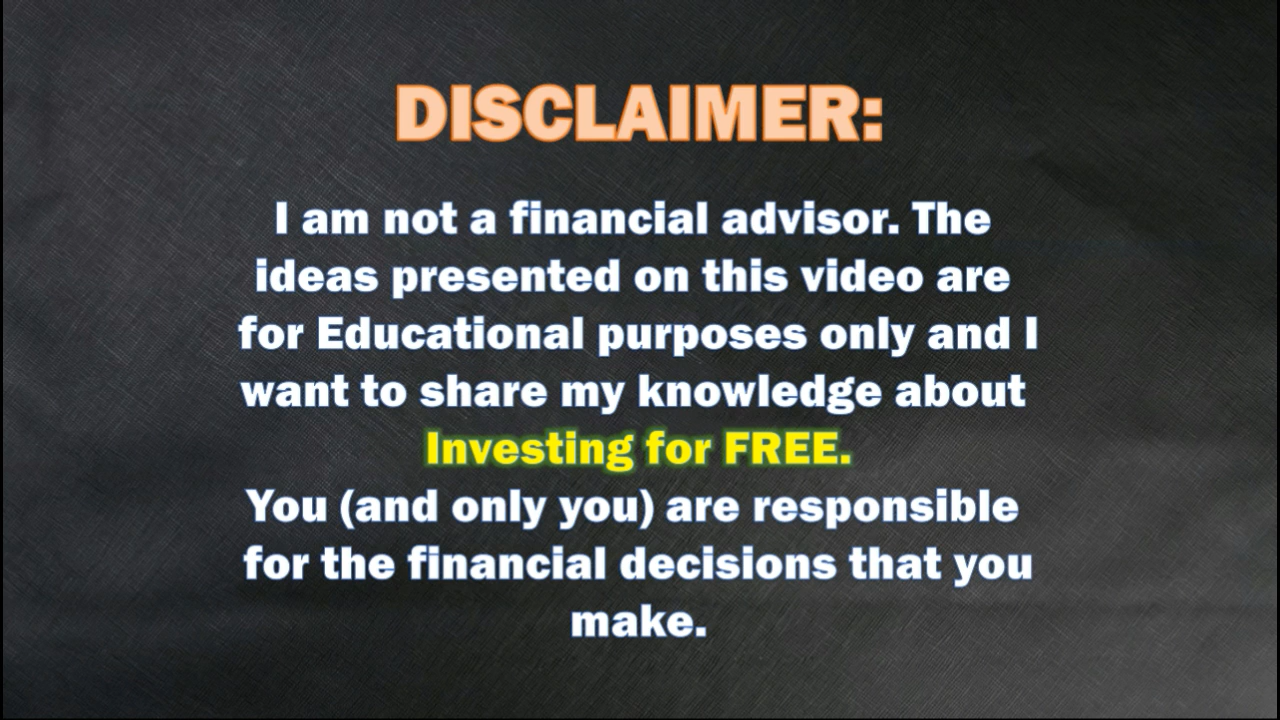 DISCLAIMER:
I am not a financial advisor. The
ideas presented on this video are
for Educational purposes only and I
want to share my knowledge about
Investing for FREE.
You (and only you) are responsible
for the financial decisions that you
make.